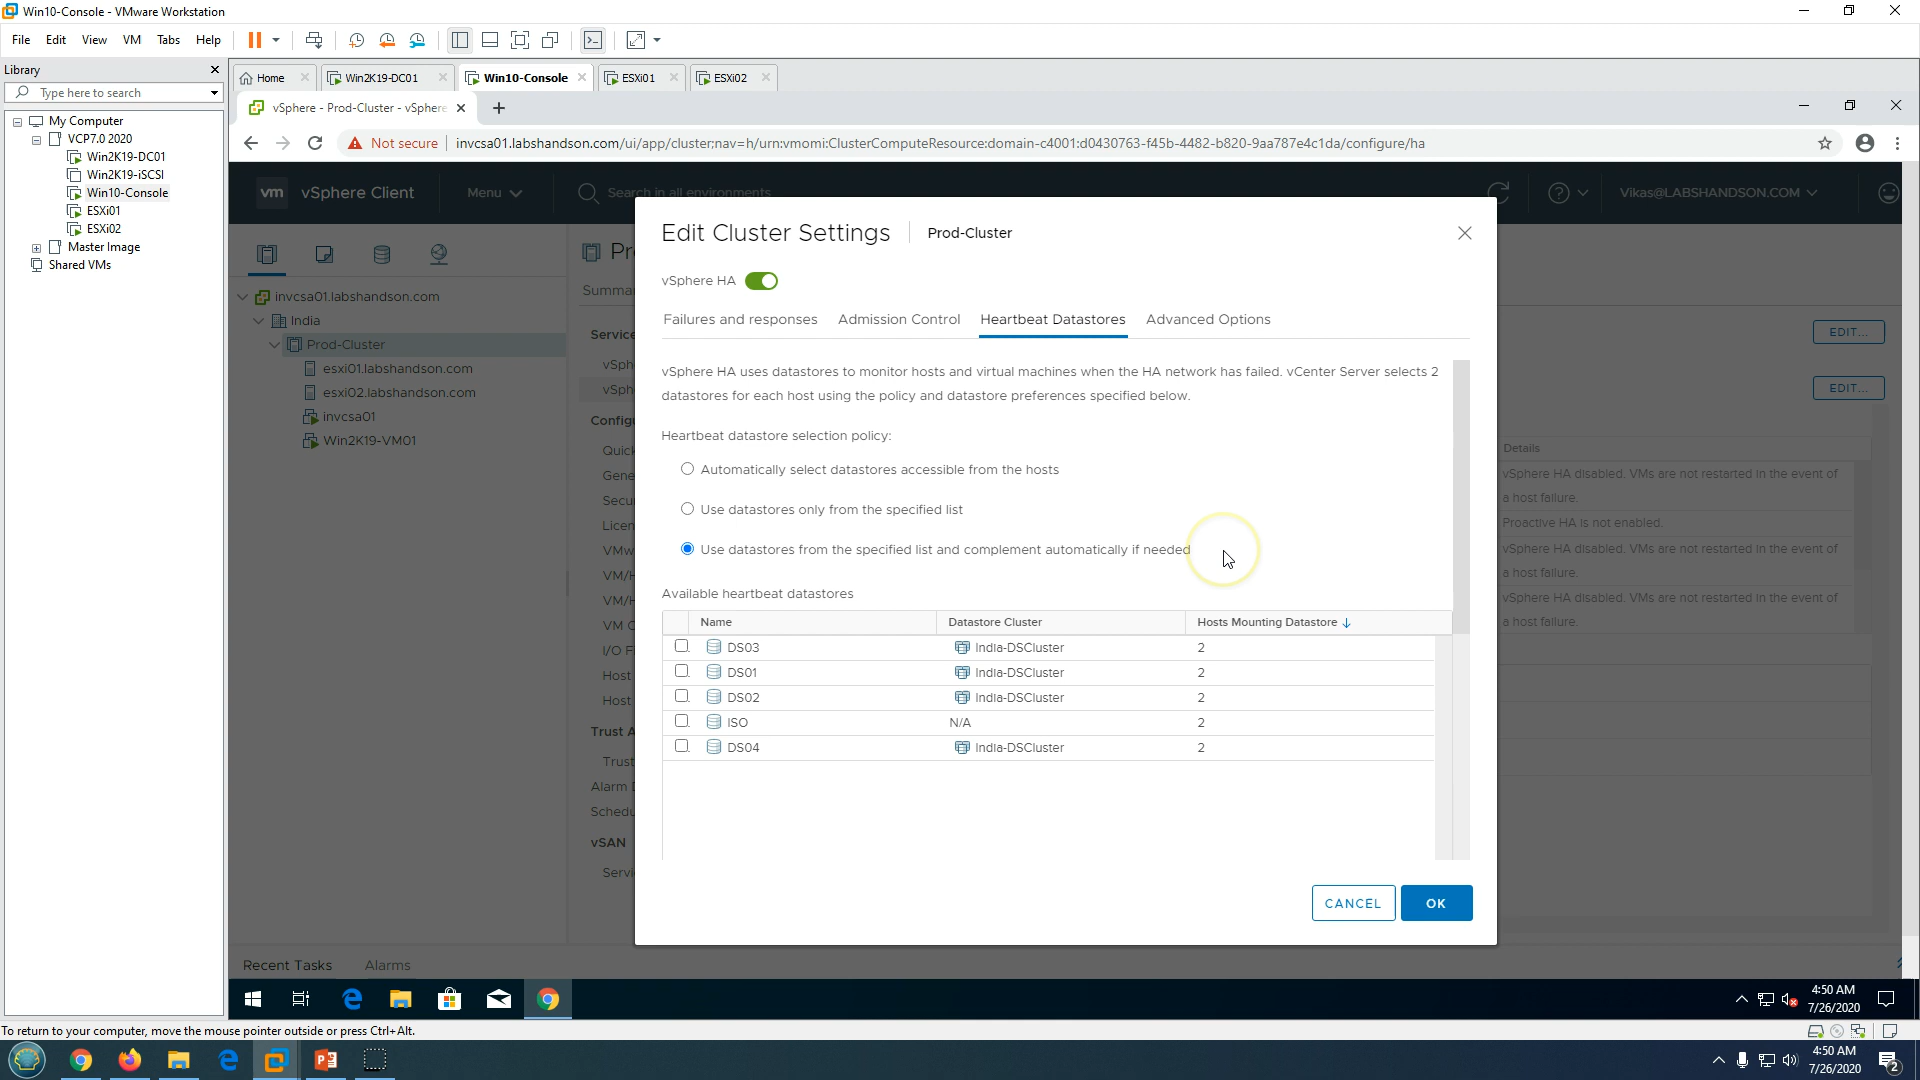 Win10-Console - VMware Workstation
File Edit View VM Tabs Help
Library
Type here to search
My Computer
VCP7.0 2020
Win2K19-DC01
Win2K19-iSCSI
Win10-Console
ESXi01
ESXi02
Master Image
Shared VMs
Home Win2K19-DC01 Win10-Console ESXi01 ESXi02
vSphere - Prod-Cluster - vSphere
Not secure invcsa01.labshandson.com/ui/app/cluster;nav=h/urn:vmomi:ClusterComputeResource:domain-c4001:d0430763-f45b-4482-b820-9aa787e4c1da/configure/ha
vm vSphere Client Menu Search in all environments Vikas@LABSHANDSON.COM
invcsa01.labshandson.com
India
Prod-Cluster
esxi01.labshandson.com
esxi02.labshandson.com
invcsa01
Win2K19-VM01
Pr
Summa
Service
vSph
vSph
Configu
Quick
Gene
Secu
Licen
VMw
VM/H
VM/H
VM O
I/O F
Host
Host
Trust A
Trust
Alarm D
Schedu
vSAN
Servi
Edit Cluster Settings Prod-Cluster
vSphere HA
Failures and responses Admission Control Heartbeat Datastores Advanced Options
vSphere HA uses datastores to monitor hosts and virtual machines when the HA network has failed. vCenter Server selects 2
datastores for each host using the policy and datastore preferences specified below.
Heartbeat datastore selection policy:
Automatically select datastores accessible from the hosts
Use datastores only from the specified list
Use datastores from the specified list and complement automatically if needed
Available heartbeat datastores
Name Datastore Cluster Hosts Mounting Datastore
DS03 India-DSCluster 2
DS01 India-DSCluster 2
DS02 India-DSCluster 2
ISO N/A 2
DS04 India-DSCluster 2
CANCEL OK
EDIT...
EDIT...
Details
vSphere HA disabled. VMs are not restarted in the event of
a host failure.
Proactive HA is not enabled.
vSphere HA disabled. VMs are not restarted in the event of
a host failure.
vSphere HA disabled. VMs are not restarted in the event of
a host failure.
Recent Tasks Alarms
4:50 AM
7/26/2020
To return to your computer, move the mouse pointer outside or press Ctrl+Alt.
4:50 AM
7/26/2020
2